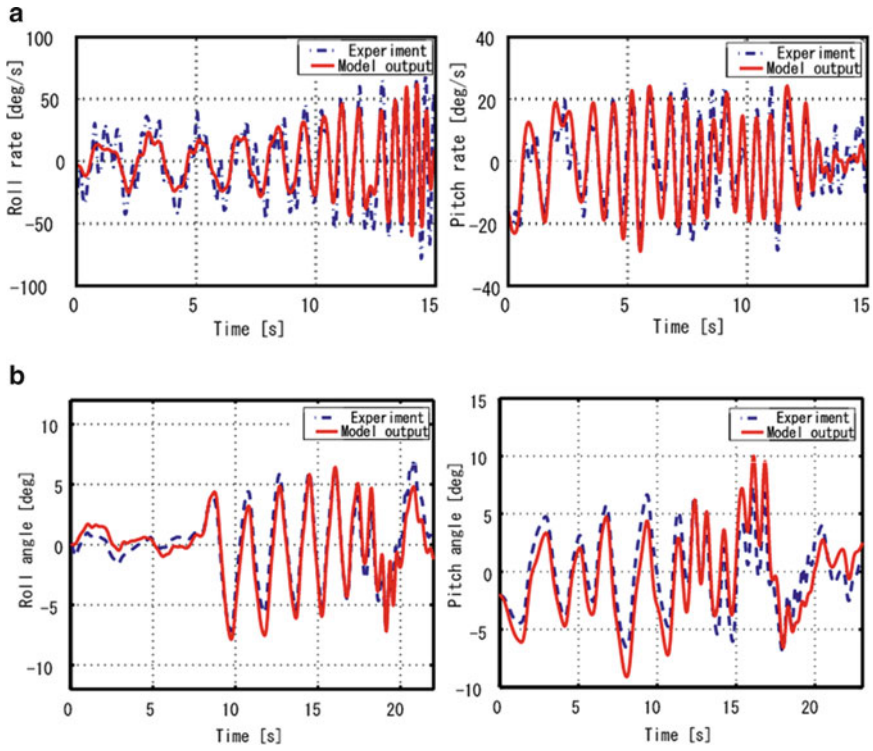 a
100
50
0
-50
-100
Roll rate [deg/s]
Experiment
Model output
0
5
10
15
Time [s]
40
20
0
-20
-40
Pitch rate [deg/s]
Experiment
Model output
0
5
10
15
Time [s]
b
10
5
0
-5
-10
Roll angle [deg]
Experiment
Model output
0
5
10
15
20
Time [s]
15
10
5
0
-5
-10
Pitch angle [deg]
Experiment
Model output
0
5
10
15
20
Time [s]